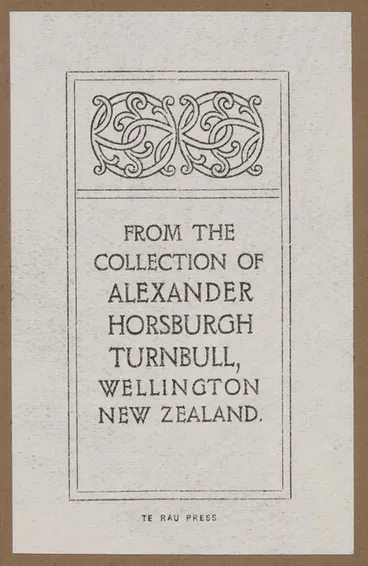 FROM THE
COLLECTION OF
ALEXANDER
HORSBURGH
TURNBULL,
WELLINGTON
NEW ZEALAND.
TE RAU PRESS